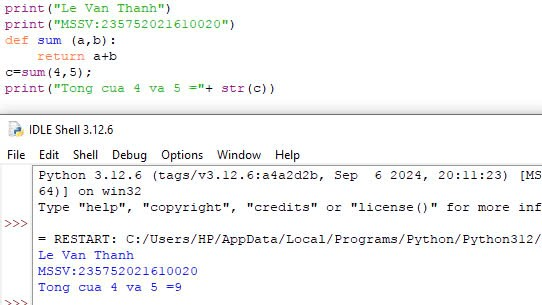 print("Le Van Thanh")
print("MSSV:235752021610020")
def sum (a,b):
    return a+b
c=sum(4,5);
print("Tong cua 4 va 5 ="+ str(c))
IDLE Shell 3.12.6
File Edit Shell Debug Options Window Help
Python 3.12.6 (tags/v3.12.6:a4a2d2b, Sep  6 2024, 20:11:23) [MS
64)] on win32
Type "help", "copyright", "credits" or "license()" for more inf
>>>
= RESTART: C:/Users/HP/AppData/Local/Programs/Python/Python312/
Le Van Thanh
MSSV:235752021610020
Tong cua 4 va 5 =9
>>>